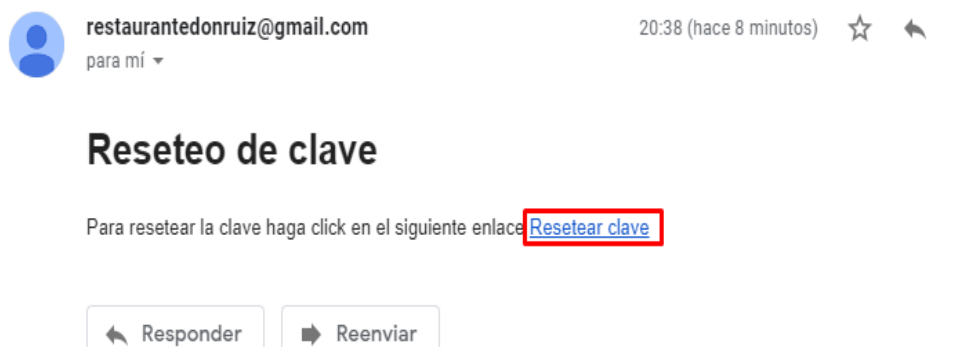 restaurantedonruiz@gmail.com 20:38 (hace 8 minutos)
para mí
Reseteo de clave
Para resetear la clave haga click en el siguiente enlace Resetear clave
Responder Reenviar